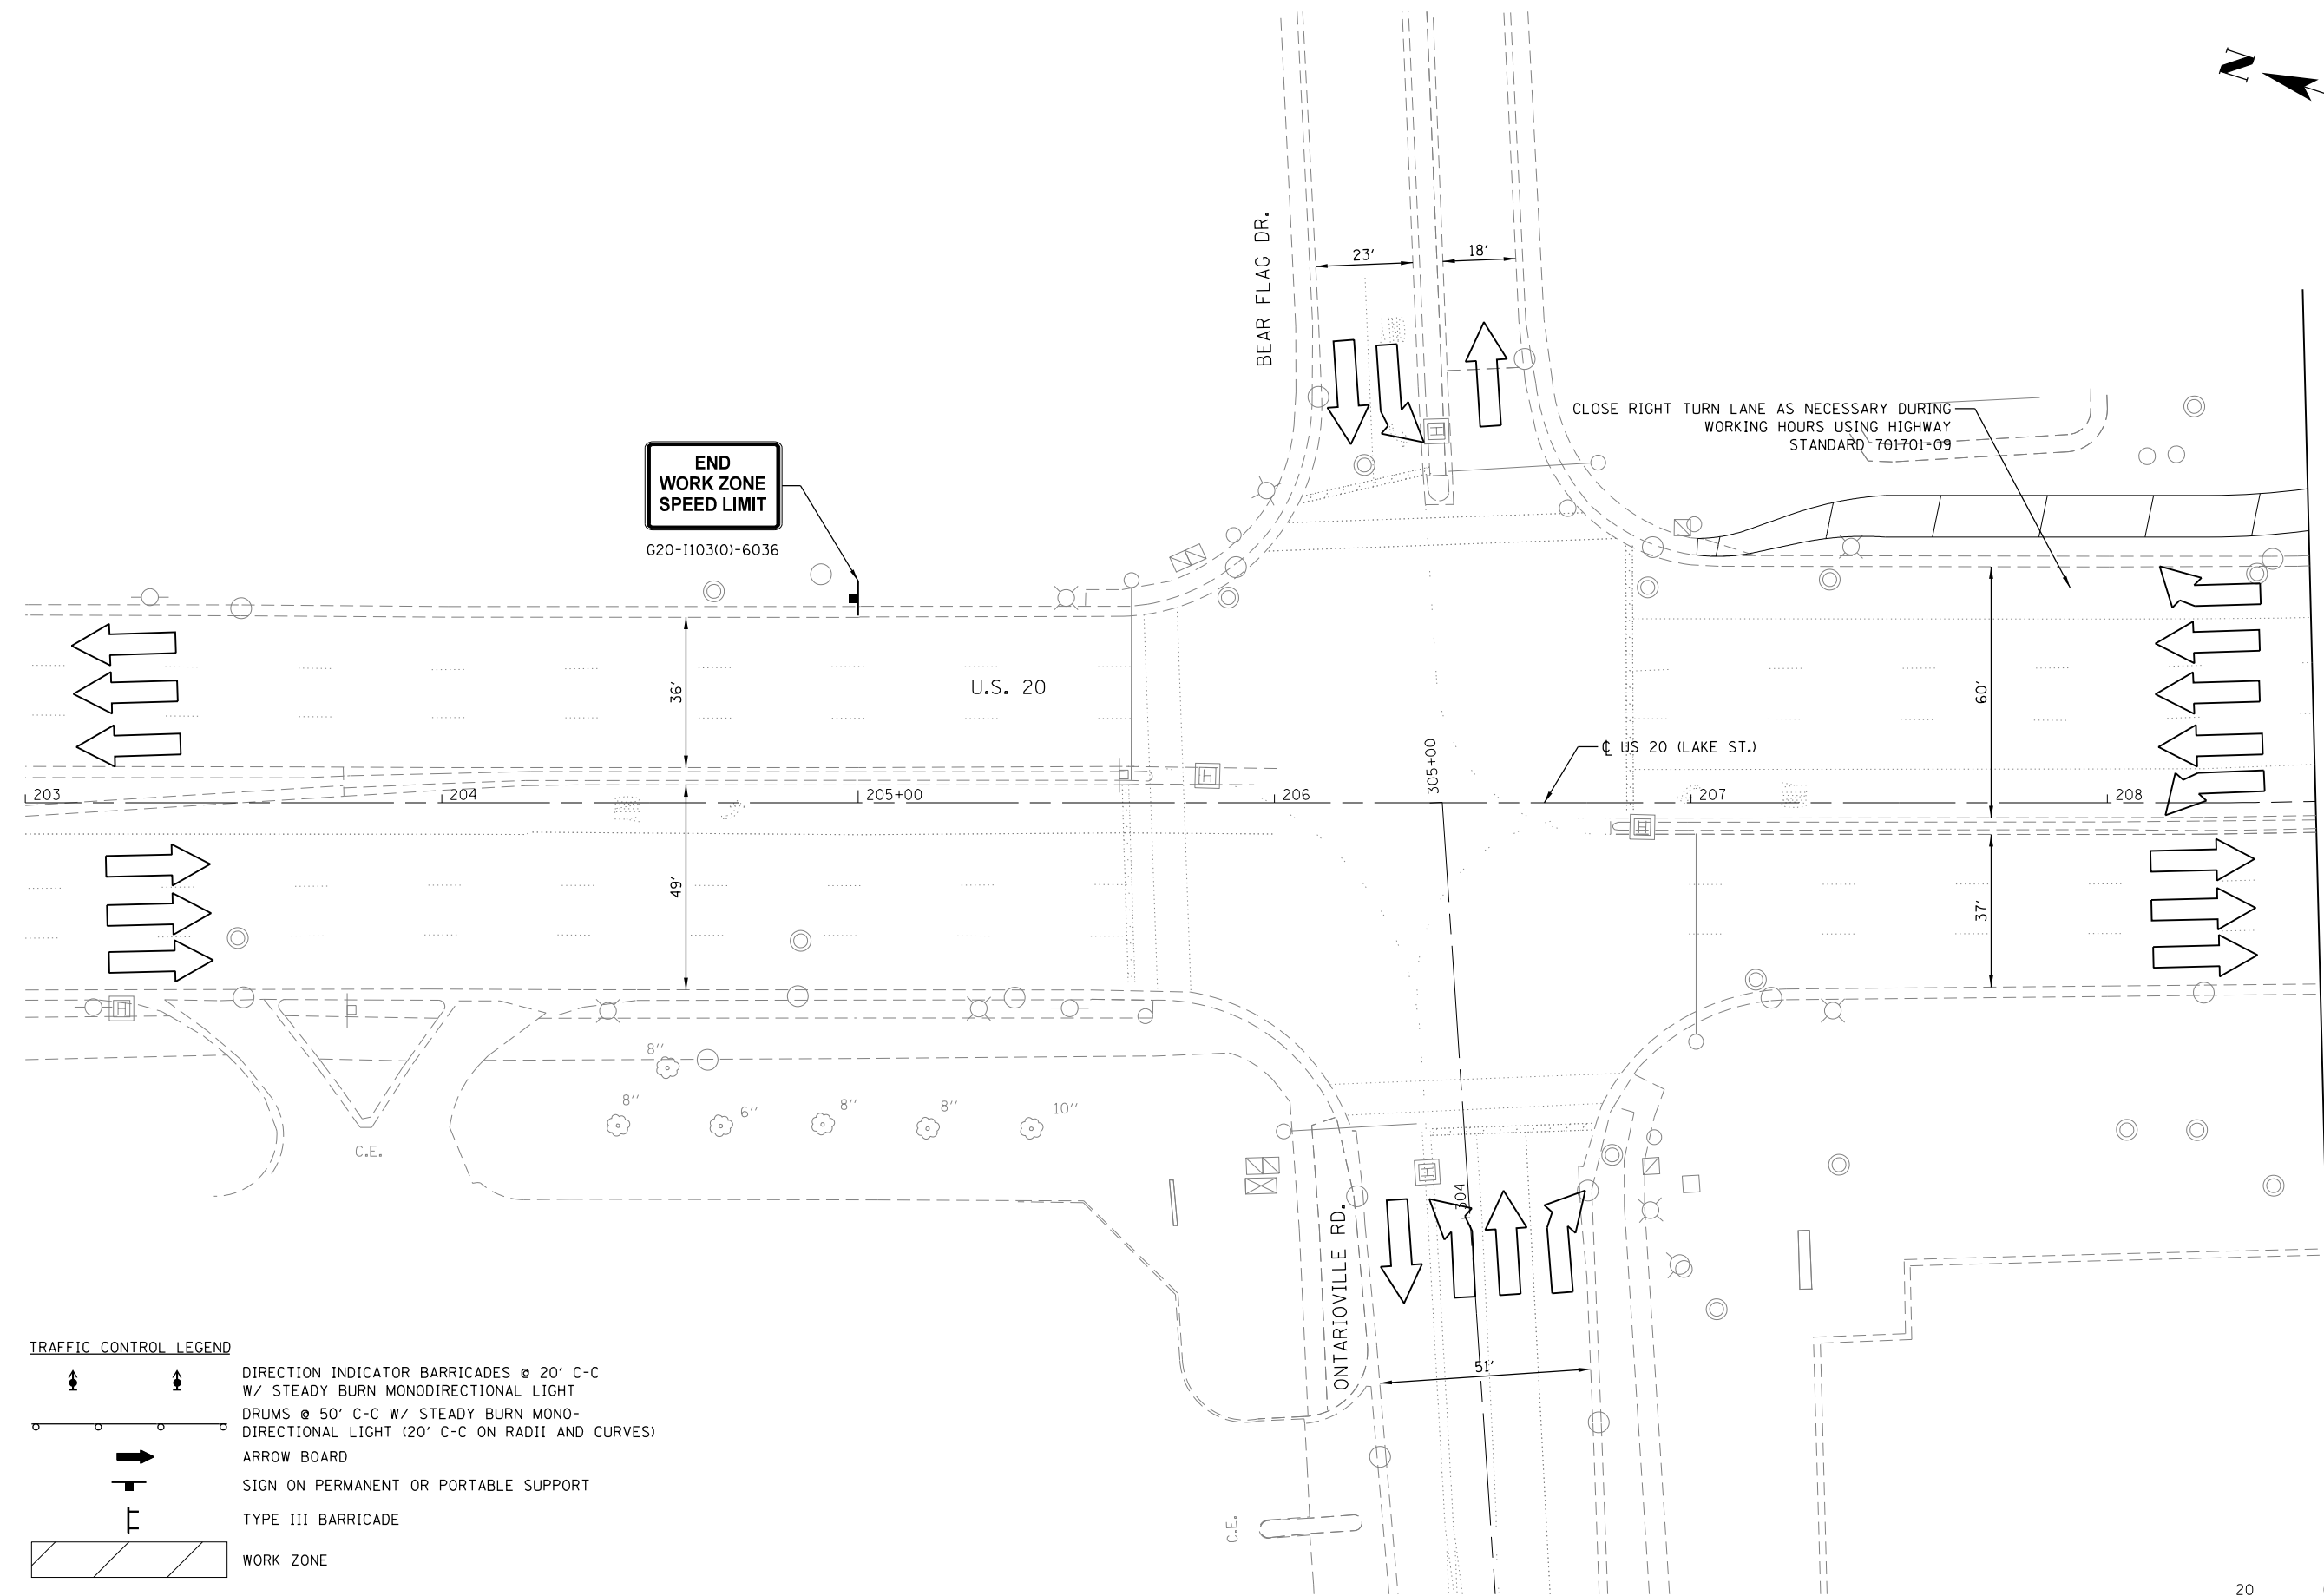 N
BEAR FLAG DR.
23'
18'
CLOSE RIGHT TURN LANE AS NECESSARY DURING
WORKING HOURS USING HIGHWAY
STANDARD 701701-09
END
WORK ZONE
SPEED LIMIT
G20-I103(0)-6036
36'
U.S. 20
60'
305+00
℄ US 20 (LAKE ST.)
203
204
205+00
206
207
208
49'
37'
8''
8''
6''
8''
8''
10''
C.E.
304
ONTARIOVILLE RD.
51'
C.E.
TRAFFIC CONTROL LEGEND
DIRECTION INDICATOR BARRICADES @ 20' C-C
W/ STEADY BURN MONODIRECTIONAL LIGHT
DRUMS @ 50' C-C W/ STEADY BURN MONO-
DIRECTIONAL LIGHT (20' C-C ON RADII AND CURVES)
ARROW BOARD
SIGN ON PERMANENT OR PORTABLE SUPPORT
TYPE III BARRICADE
WORK ZONE
20